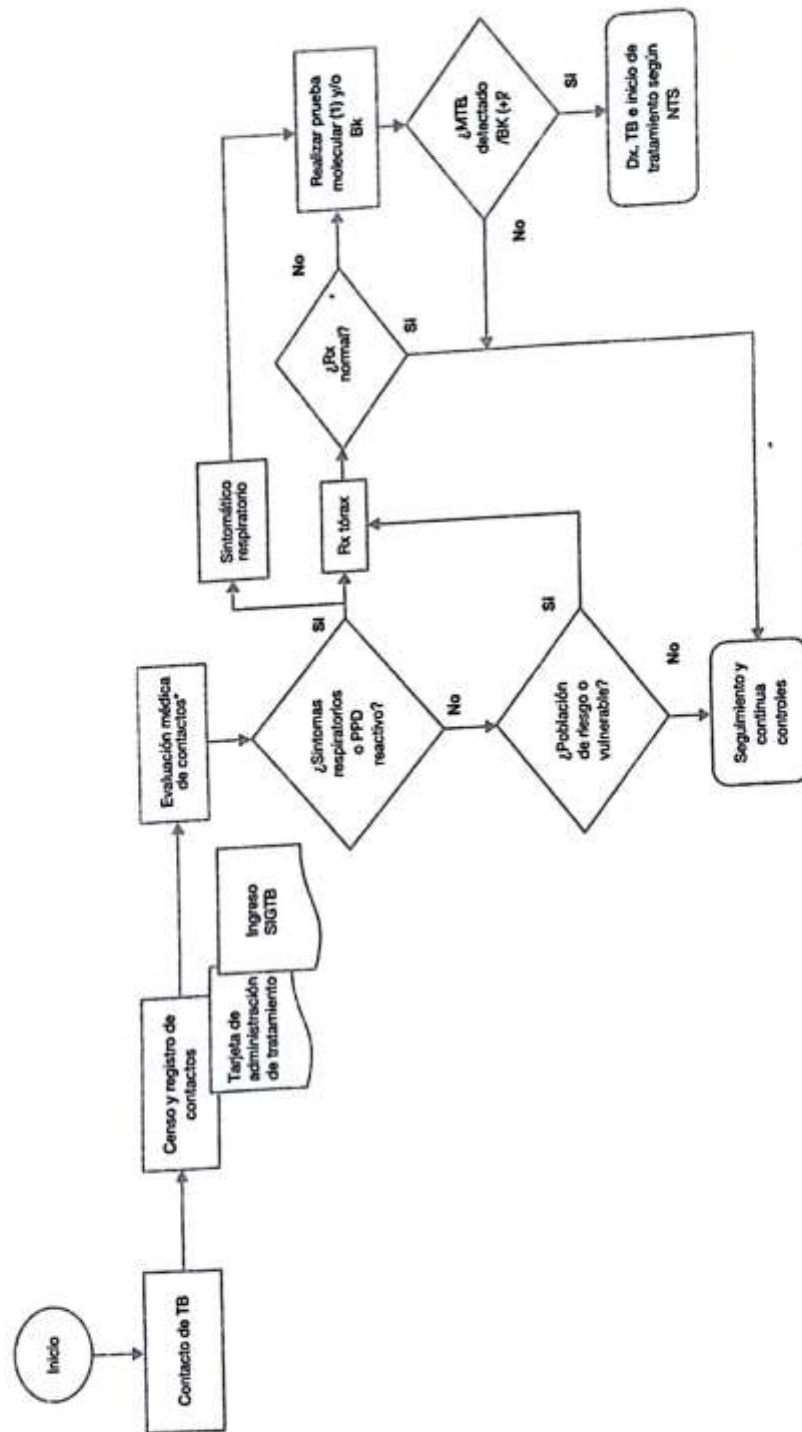 Inicio
Contacto de TB
Censo y registro de
contactos
Tarjeta de
administración
de tratamiento
Ingreso
SIGTB
Evaluación médica
de contactos*
¿Síntomas
respiratorios
o PPD
reactivo?
Si
No
Sintomático
respiratorio
Rx tórax
¿Población
de riesgo o
vulnerable?
Si
No
Seguimiento y
continua
controles
¿Rx
normal?
No
Si
Realizar prueba
molecular (1) y/o
Bk
¿MTB
detectado
/BK (+)?
No
Si
Dx. TB e inicio de
tratamiento según
NTS